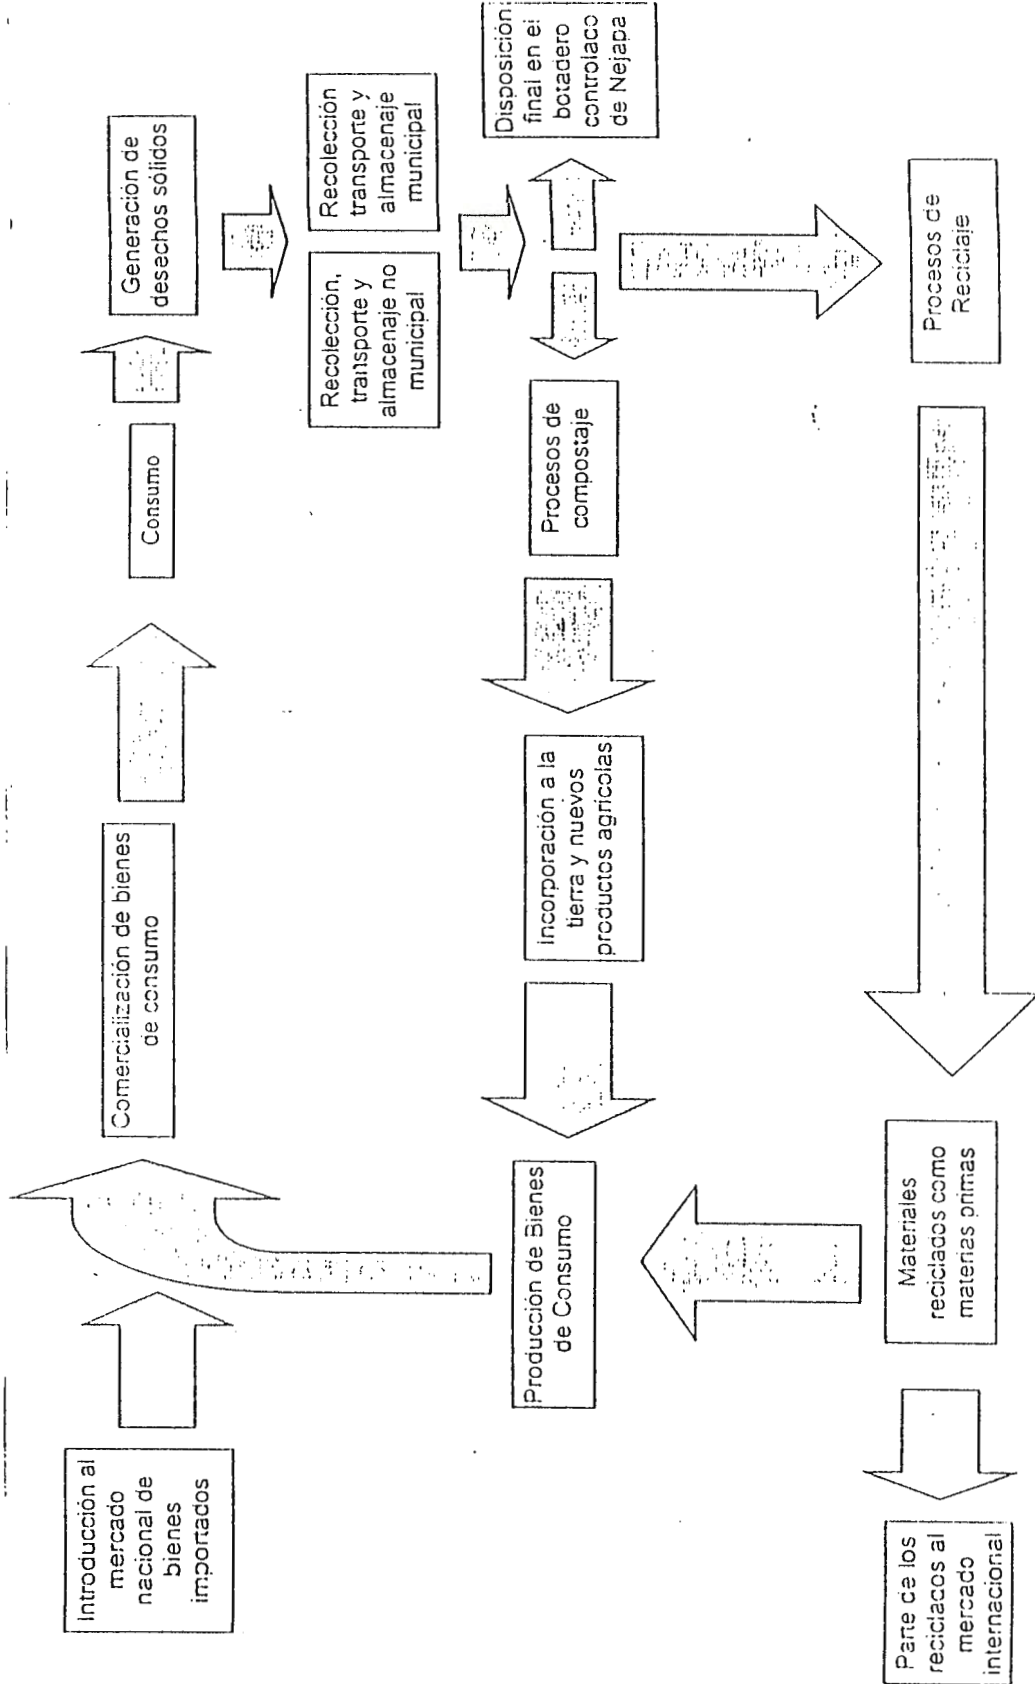 Introducción al
mercado
nacional de
bienes
importados
Comercialización de bienes
de consumo
Consumo
Generación de
desechos sólidos
Recolección,
transporte y
almacenaje no
municipal
Recolección
transporte y
almacenaje
municipal
Producción de Bienes
de Consumo
Incorporación a la
tierra y nuevos
productos agrícolas
Procesos de
compostaje
Disposición
final en el
botadero
controlaco
de Nejapa
Parte de los
reciclacos al
mercado
internacional
Materiales
reciclados como
materias primas
Procesos de
Reciclaje